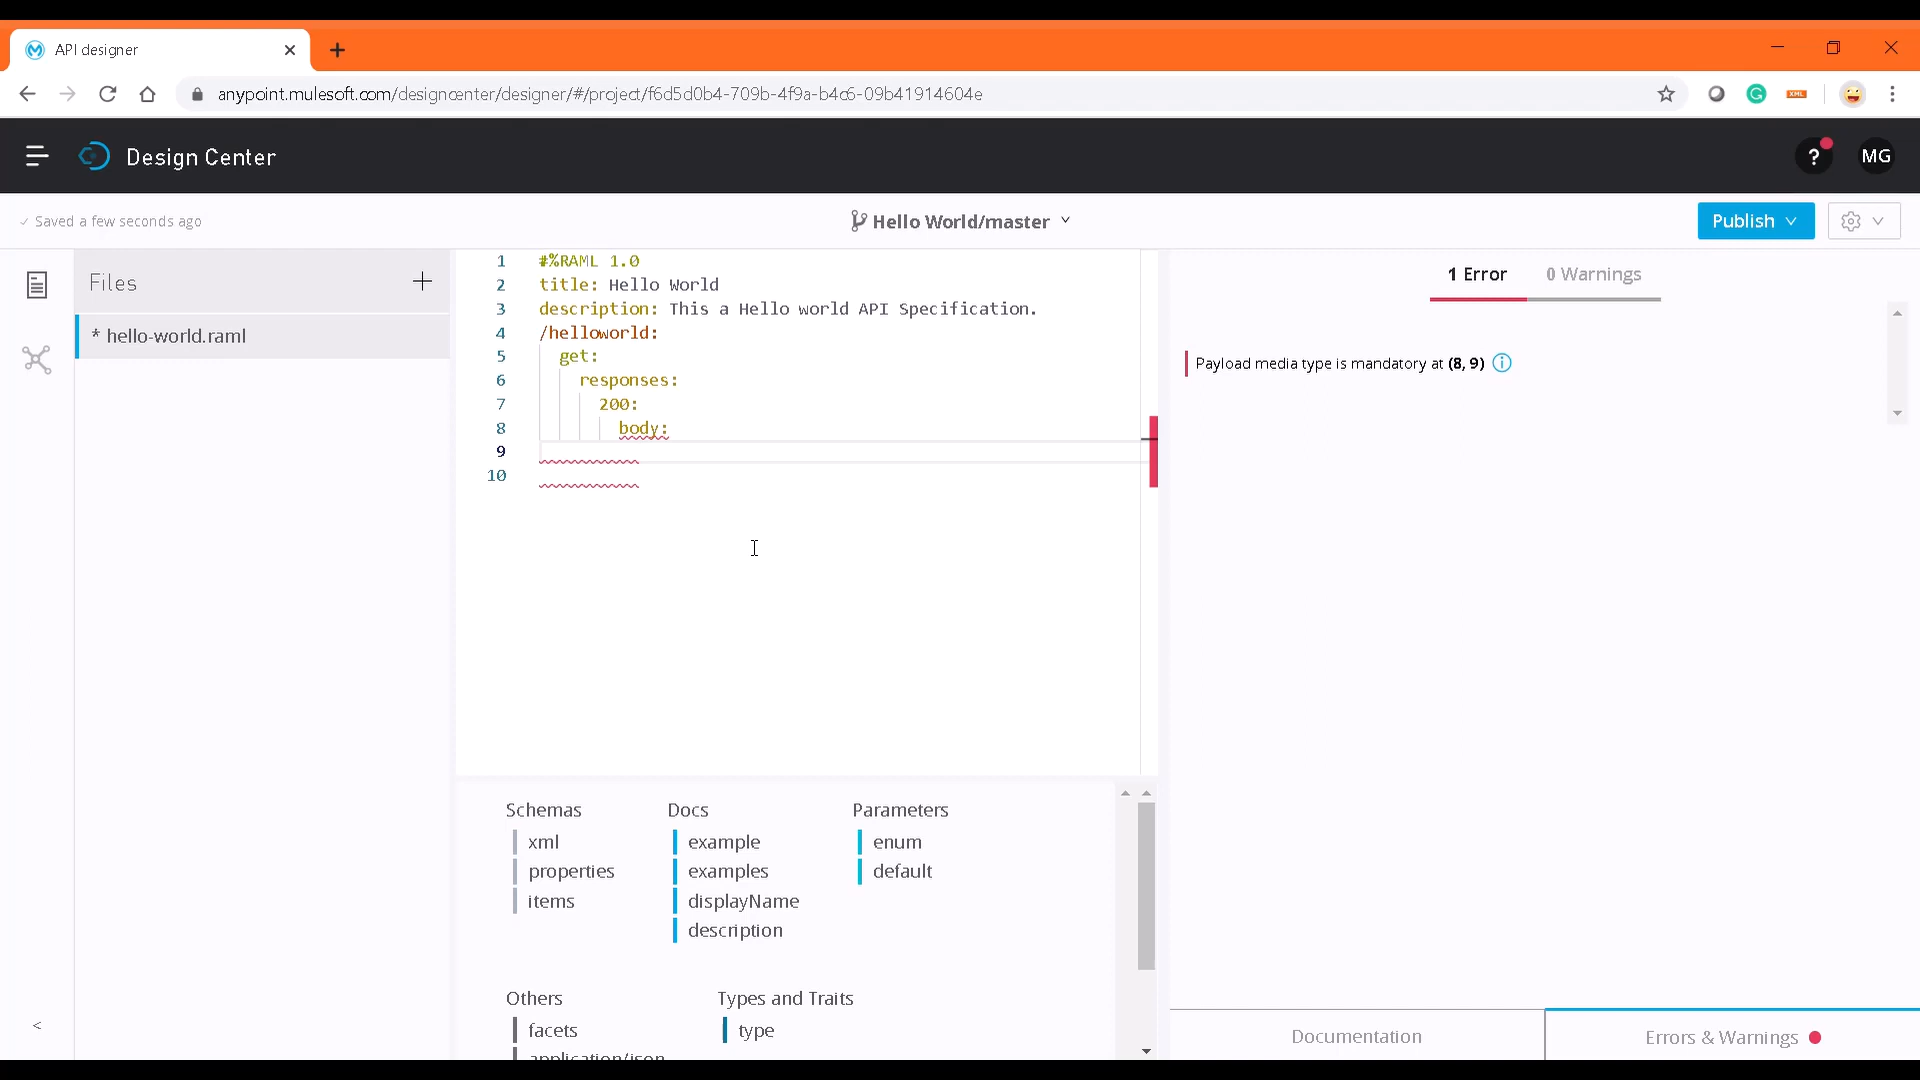 API designer
anypoint.mulesoft.com/designcenter/designer/#/project/f6d5d0b4-709b-4f9a-b4c6-09b41914604e
XML
Design Center
?
MG
Saved a few seconds ago
Hello World/master
Publish
Files
* hello-world.raml
1 #%RAML 1.0
2 title: Hello World
3 description: This a Hello world API Specification.
4 /helloworld:
5 get:
6 responses:
7 200:
8 body:
9
10
1 Error
0 Warnings
Payload media type is mandatory at (8, 9)
Schemas
xml
properties
items
Docs
example
examples
displayName
description
Parameters
enum
default
Others
facets
application/json
Types and Traits
type
<
Documentation
Errors & Warnings